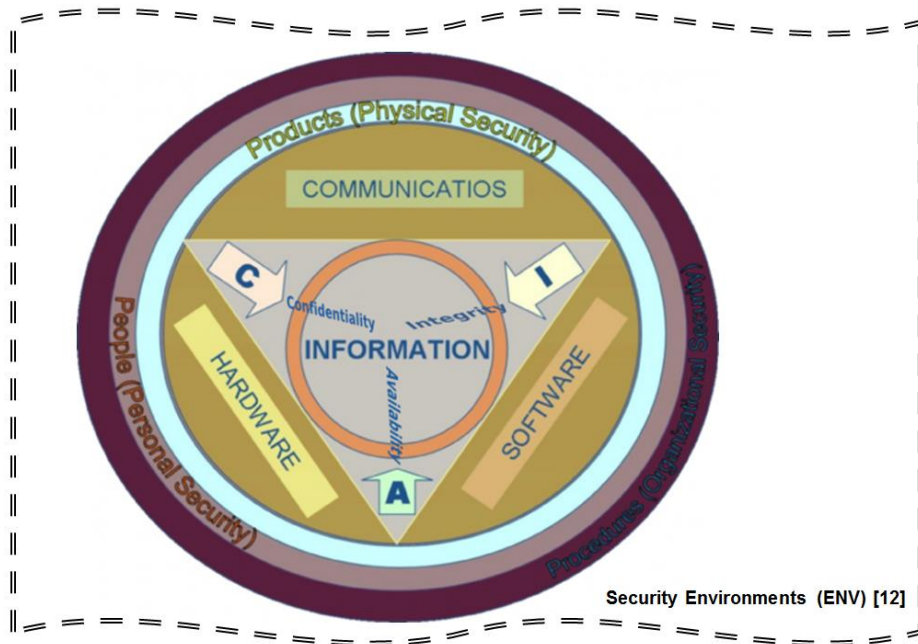 Products (Physical Security)
COMMUNICATIOS
C
I
Confidentiality
Integrity
INFORMATION
People (Personal Security)
HARDWARE
Availability
SOFTWARE
Procedures (Organizational Security)
A
Security Environments (ENV) [12]